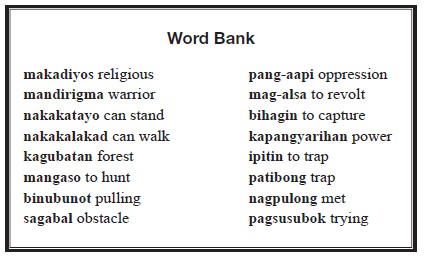 Word Bank
makadiyos religious
mandirigma warrior
nakakatayo can stand
nakakalakad can walk
kagubatan forest
mangaso to hunt
binubunot pulling
sagabal obstacle
pang-aapi oppression
mag-alsa to revolt
bihagin to capture
kapangyarihan power
ipitin to trap
patibong trap
nagpulong met
pagsusubok trying